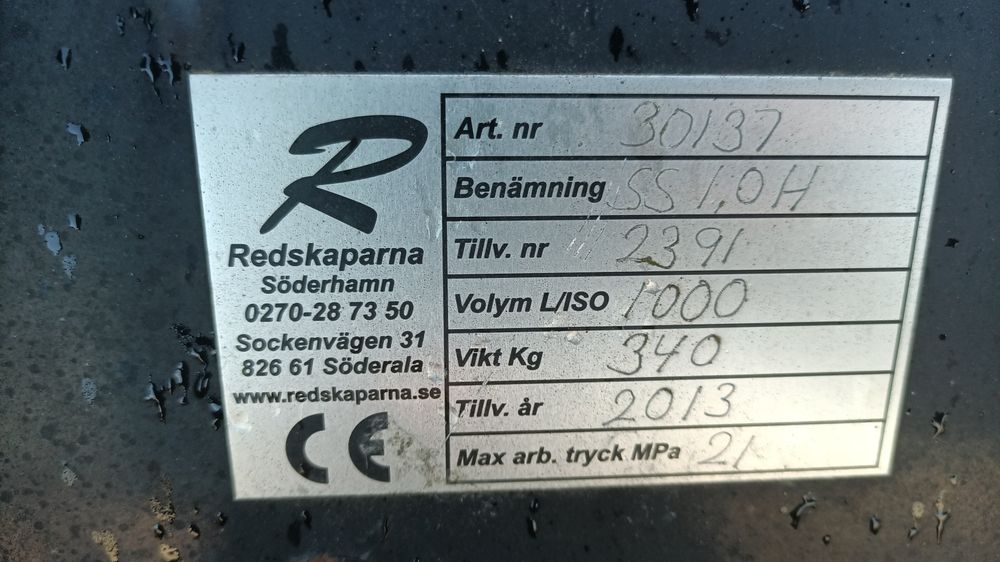 R
Redskaparna
Söderhamn
0270-28 73 50
Sockenvägen 31
826 61 Söderala
www.redskaparna.se
CE
Art. nr 30137
Benämning SS 1,0H
Tillv. nr 2391
Volym L/ISO 1000
Vikt Kg 340
Tillv. år 2013
Max arb. tryck MPa 21